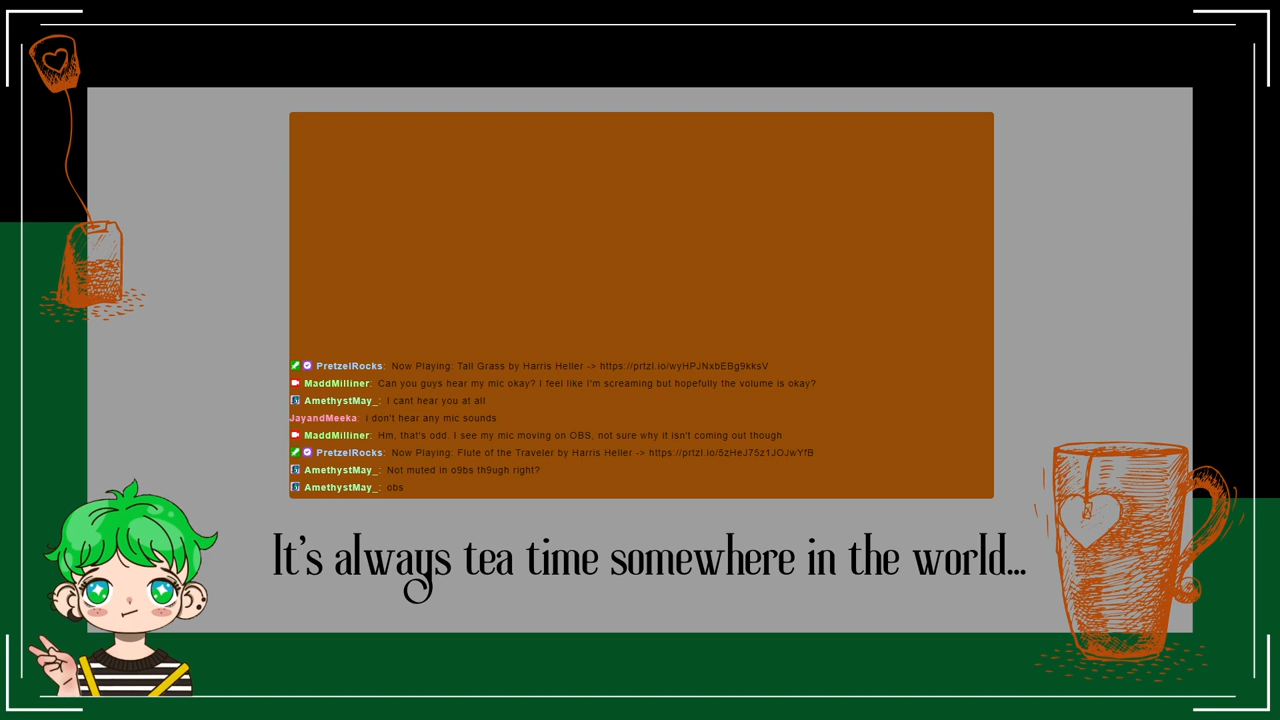 PretzelRocks: Now Playing: Tall Grass by Harris Heller -> https://prtzl.io/wyHPJNxbEBg9kksV
MaddMilliner: Can you guys hear my mic okay? I feel like I'm screaming but hopefully the volume is okay?
AmethystMay_: I cant hear you at all
JayandMeeka: i don't hear any mic sounds
MaddMilliner: Hm, that's odd. I see my mic moving on OBS, not sure why it isn't coming out though
PretzelRocks: Now Playing: Flute of the Traveler by Harris Heller -> https://prtzl.io/5zHeJ75z1JOJwYfB
AmethystMay_: Not muted in o9bs th9ugh right?
AmethystMay_: obs
It's always tea time somewhere in the world...